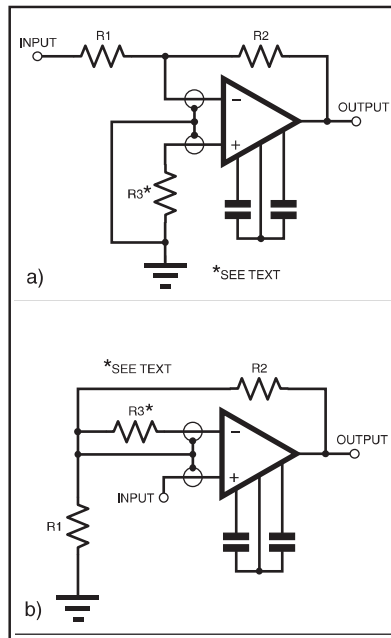 R1
R2
INPUT
OUTPUT
−
+
R3*
*SEE TEXT
a)
*SEE TEXT
R2
R3*
−
OUTPUT
+
INPUT
R1
b)